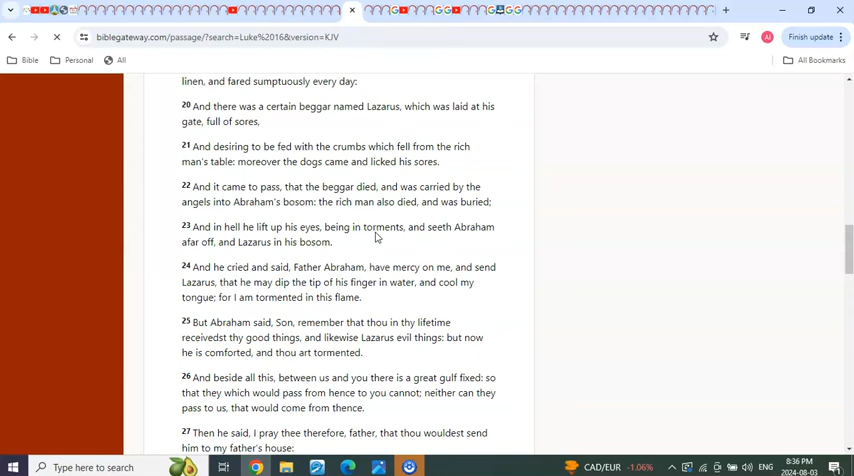 biblegateway.com/passage/?search=Luke%2016&version=KJV
AI
Finish update
Bible
Personal
All
All Bookmarks
linen, and fared sumptuously every day:
20 And there was a certain beggar named Lazarus, which was laid at his
gate, full of sores,
21 And desiring to be fed with the crumbs which fell from the rich
man's table: moreover the dogs came and licked his sores.
22 And it came to pass, that the beggar died, and was carried by the
angels into Abraham's bosom: the rich man also died, and was buried;
23 And in hell he lift up his eyes, being in torments, and seeth Abraham
afar off, and Lazarus in his bosom.
24 And he cried and said, Father Abraham, have mercy on me, and send
Lazarus, that he may dip the tip of his finger in water, and cool my
tongue; for I am tormented in this flame.
25 But Abraham said, Son, remember that thou in thy lifetime
receivedst thy good things, and likewise Lazarus evil things: but now
he is comforted, and thou art tormented.
26 And beside all this, between us and you there is a great gulf fixed: so
that they which would pass from hence to you cannot; neither can they
pass to us, that would come from thence.
27 Then he said, I pray thee therefore, father, that thou wouldest send
him to my father's house:
Type here to search
CAD/EUR -1.06%
ENG
8:36 PM
2024-08-03